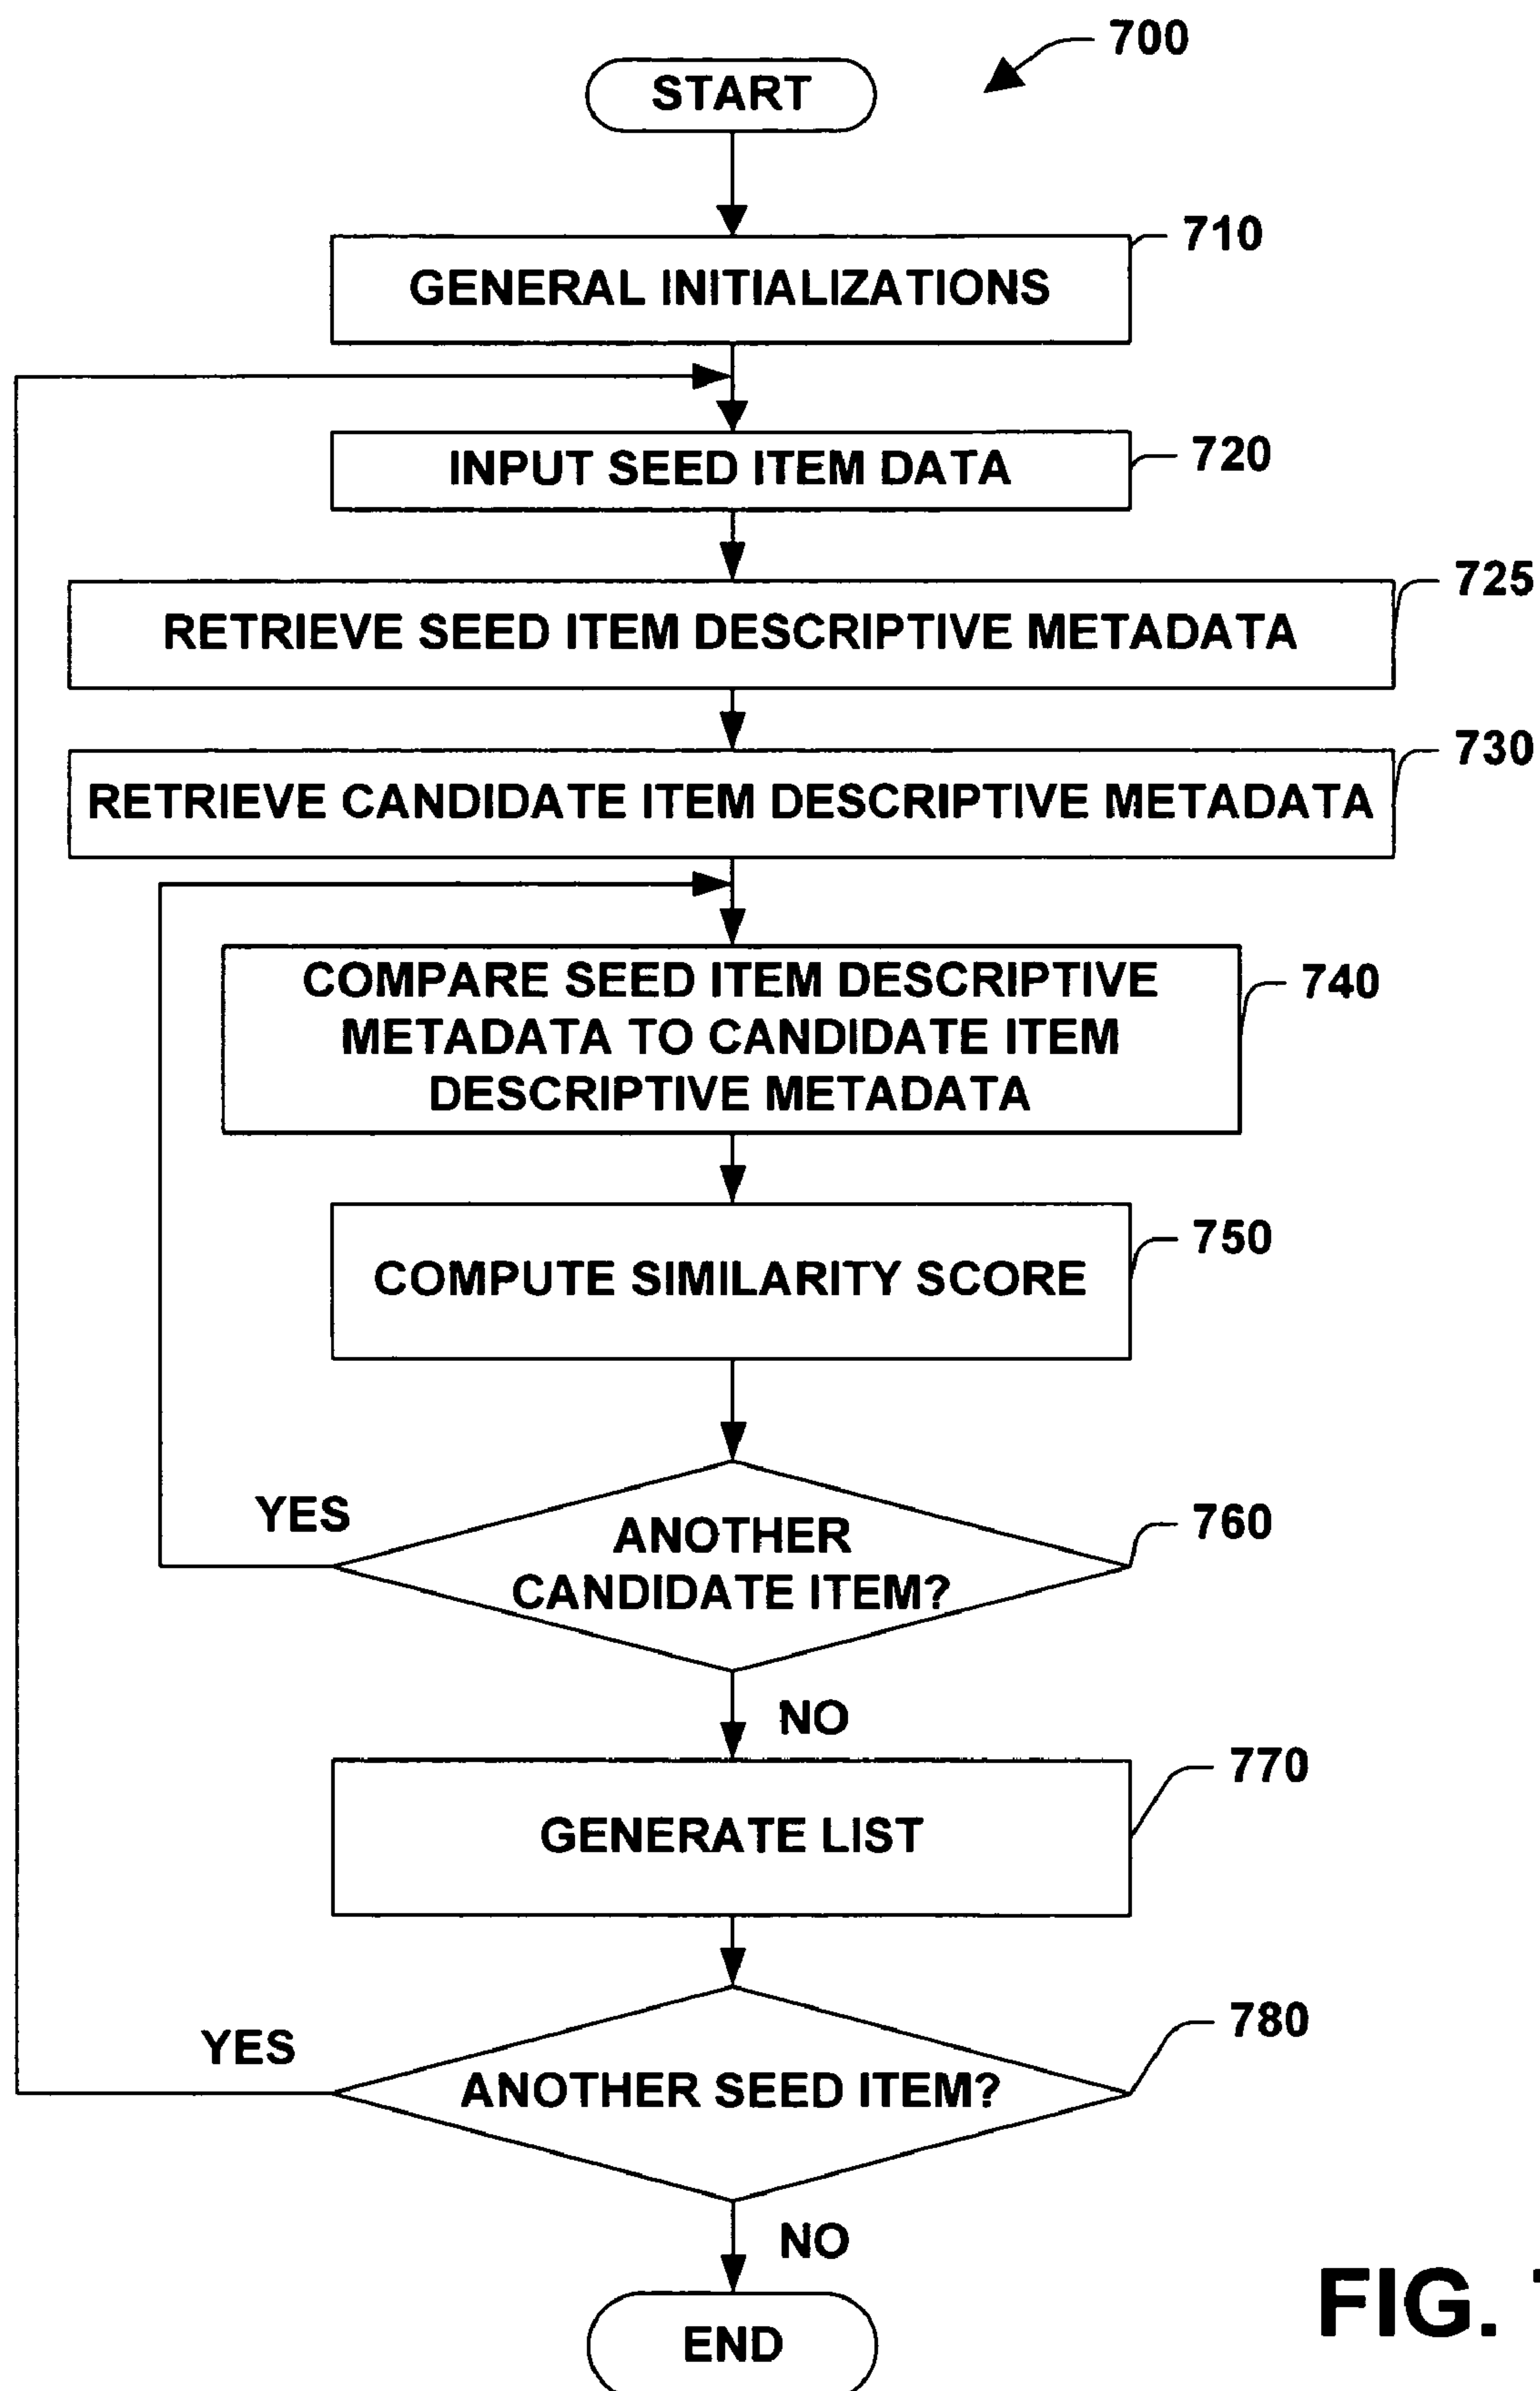 700
START
710
GENERAL INITIALIZATIONS
INPUT SEED ITEM DATA
720
725
RETRIEVE SEED ITEM DESCRIPTIVE METADATA
730
RETRIEVE CANDIDATE ITEM DESCRIPTIVE METADATA
COMPARE SEED ITEM DESCRIPTIVE
METADATA TO CANDIDATE ITEM
DESCRIPTIVE METADATA
740
750
COMPUTE SIMILARITY SCORE
YES
760
ANOTHER
CANDIDATE ITEM?
NO
770
GENERATE LIST
780
YES
ANOTHER SEED ITEM?
NO
FIG.
END